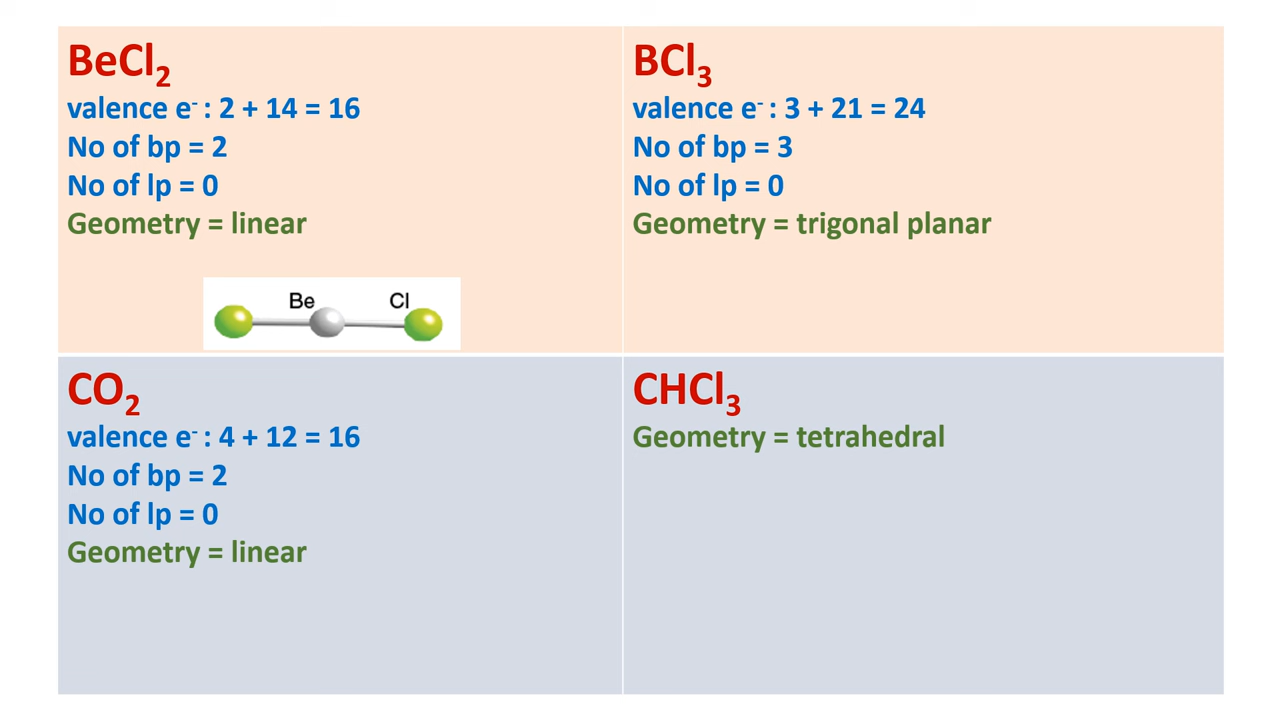 BeCl₂
valence e⁻ : 2 + 14 = 16
No of bp = 2
No of lp = 0
Geometry = linear
Be Cl
BCl₃
valence e⁻ : 3 + 21 = 24
No of bp = 3
No of lp = 0
Geometry = trigonal planar
CO₂
valence e⁻ : 4 + 12 = 16
No of bp = 2
No of lp = 0
Geometry = linear
CHCl₃
Geometry = tetrahedral